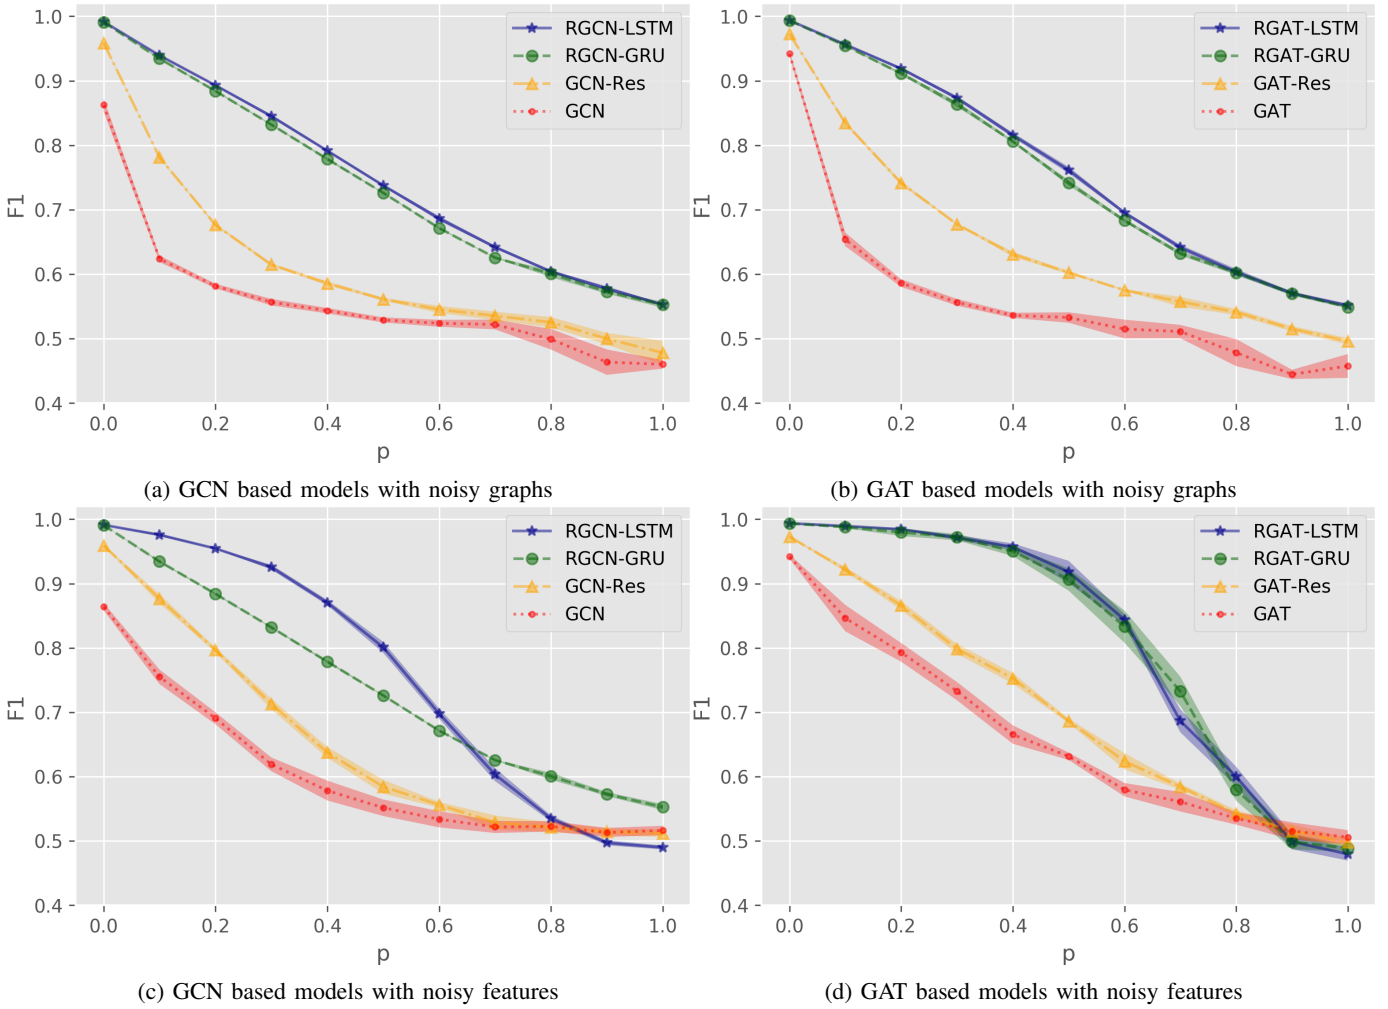 1.0
0.9
0.8
0.7
0.6
0.5
0.4
F1
0.0 0.2 0.4 0.6 0.8 1.0
p
RGCN-LSTM
RGCN-GRU
GCN-Res
GCN
(a) GCN based models with noisy graphs
F1
0.0 0.2 0.4 0.6 0.8 1.0
p
1.0
0.9
0.8
0.7
0.6
0.5
0.4
RGAT-LSTM
RGAT-GRU
GAT-Res
GAT
(b) GAT based models with noisy graphs
1.0
0.9
0.8
0.7
0.6
0.5
0.4
F1
0.0 0.2 0.4 0.6 0.8 1.0
p
RGCN-LSTM
RGCN-GRU
GCN-Res
GCN
(c) GCN based models with noisy features
1.0
0.9
0.8
0.7
0.6
0.5
0.4
F1
0.0 0.2 0.4 0.6 0.8 1.0
p
RGAT-LSTM
RGAT-GRU
GAT-Res
GAT
(d) GAT based models with noisy features